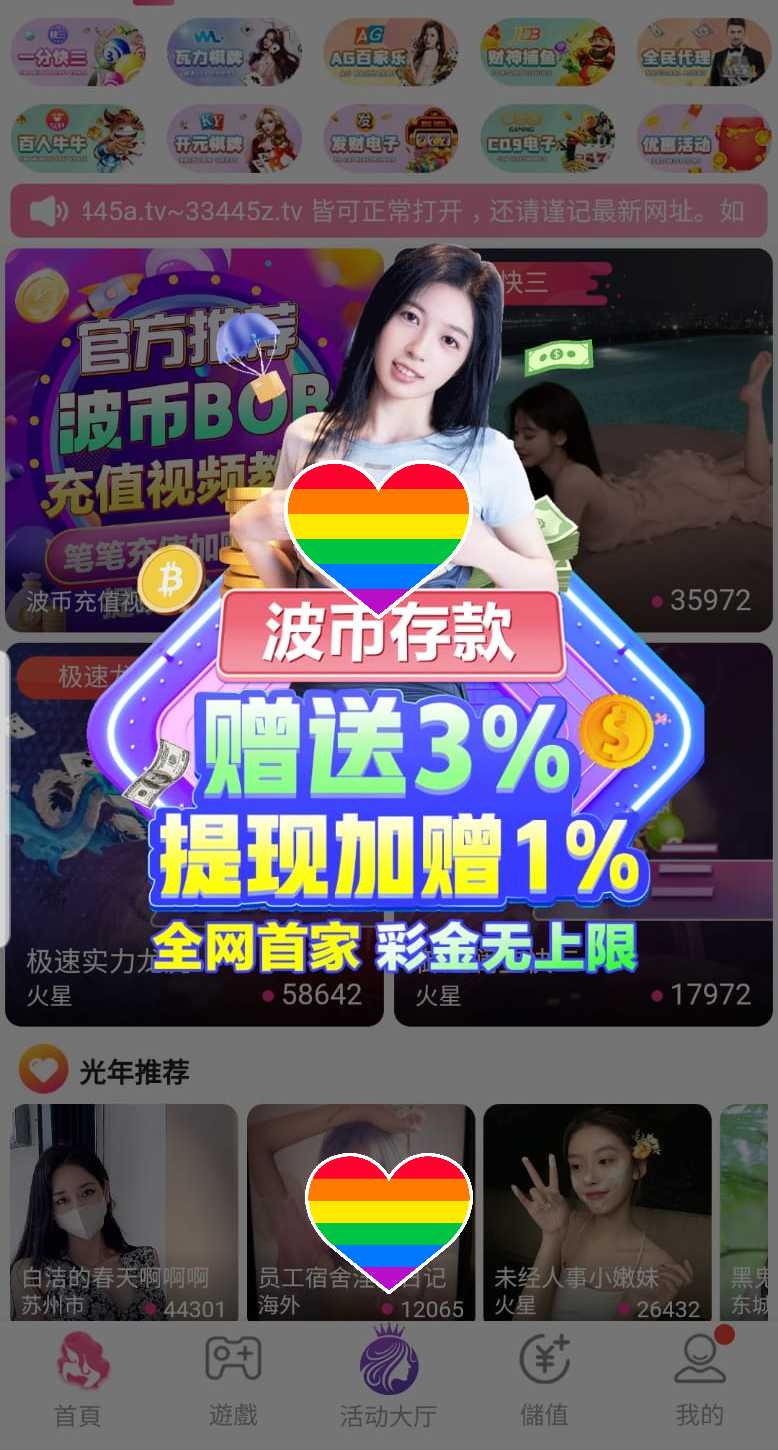 一分快三
瓦力棋牌
AG
AG百家乐
财神捕鱼
全民代理
百人牛牛
KY
开元棋牌
发
发财电子
GAMING
CQ9电子
优惠活动
445a.tv~33445z.tv 皆可正常打开，还请谨记最新网址。如
快三
官方推荐
波币BOB
充值视频
笔笔充值加
波币充值视
35972
极速
波币存款
赠送3%
提现加赠1%
全网首家 彩金无上限
极速实力
火星
58642
火星
17972
光年推荐
白洁的春天啊啊啊
苏州市
44301
员工宿舍淫 日记
海外
12065
未经人事小嫩妹
火星
26432
黑
东城
首頁
遊戲
活动大厅
儲值
我的